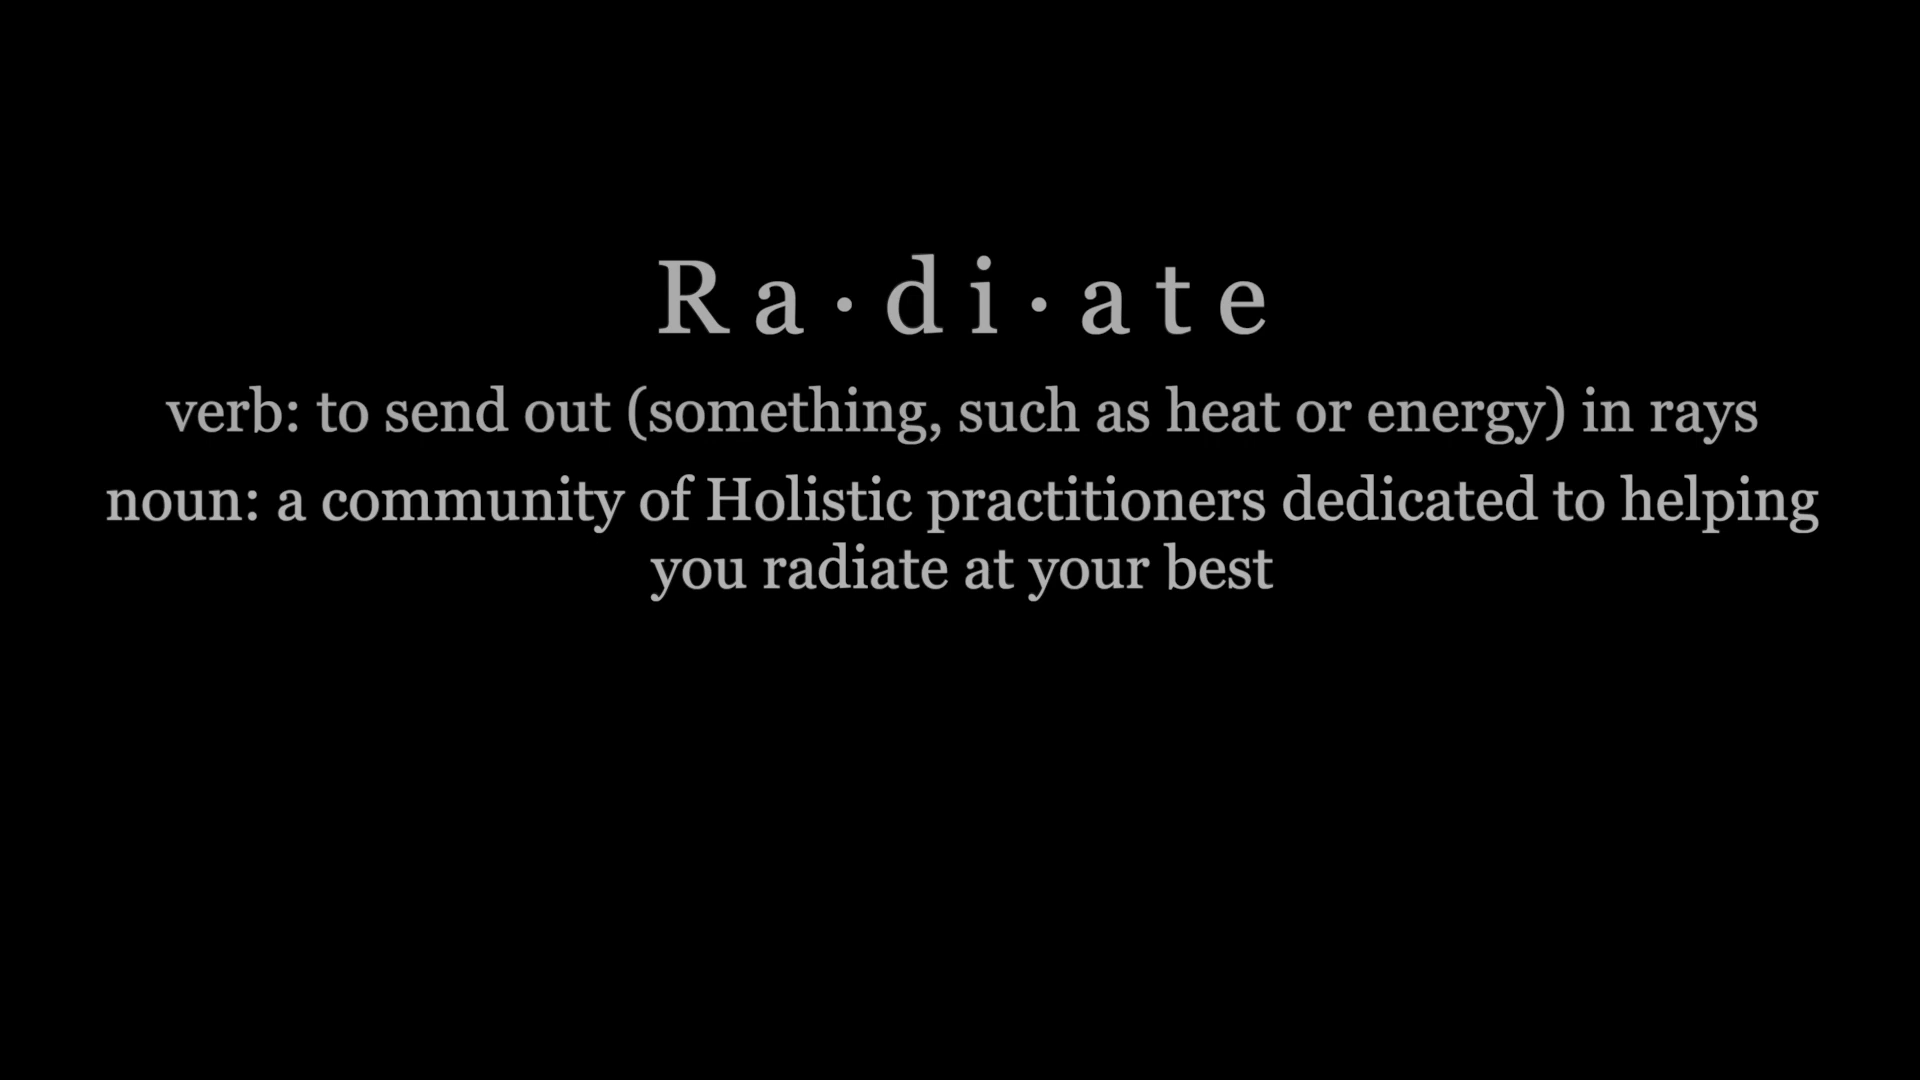 Ra·di·ate
verb: to send out (something, such as heat or energy) in rays
noun: a community of Holistic practitioners dedicated to helping
you radiate at your best